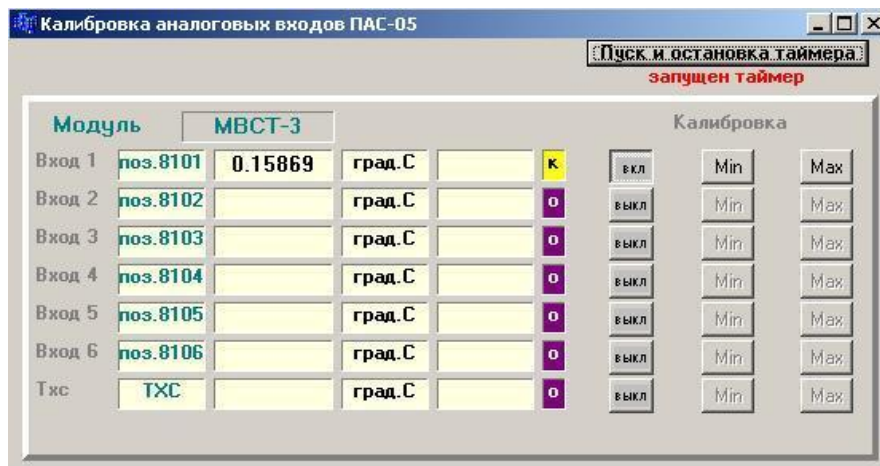 Калибровка аналоговых входов ПАС-05
Пуск и остановка таймера
запущен таймер
Модуль МВСТ-3 Калибровка
Вход 1 поз.8101 0.15869 град.С к вкл Min Max
Вход 2 поз.8102 град.С о выкл Min Max
Вход 3 поз.8103 град.С о выкл Min Max
Вход 4 поз.8104 град.С о выкл Min Max
Вход 5 поз.8105 град.С о выкл Min Max
Вход 6 поз.8106 град.С о выкл Min Max
Тхс ТХС град.С о выкл Min Max